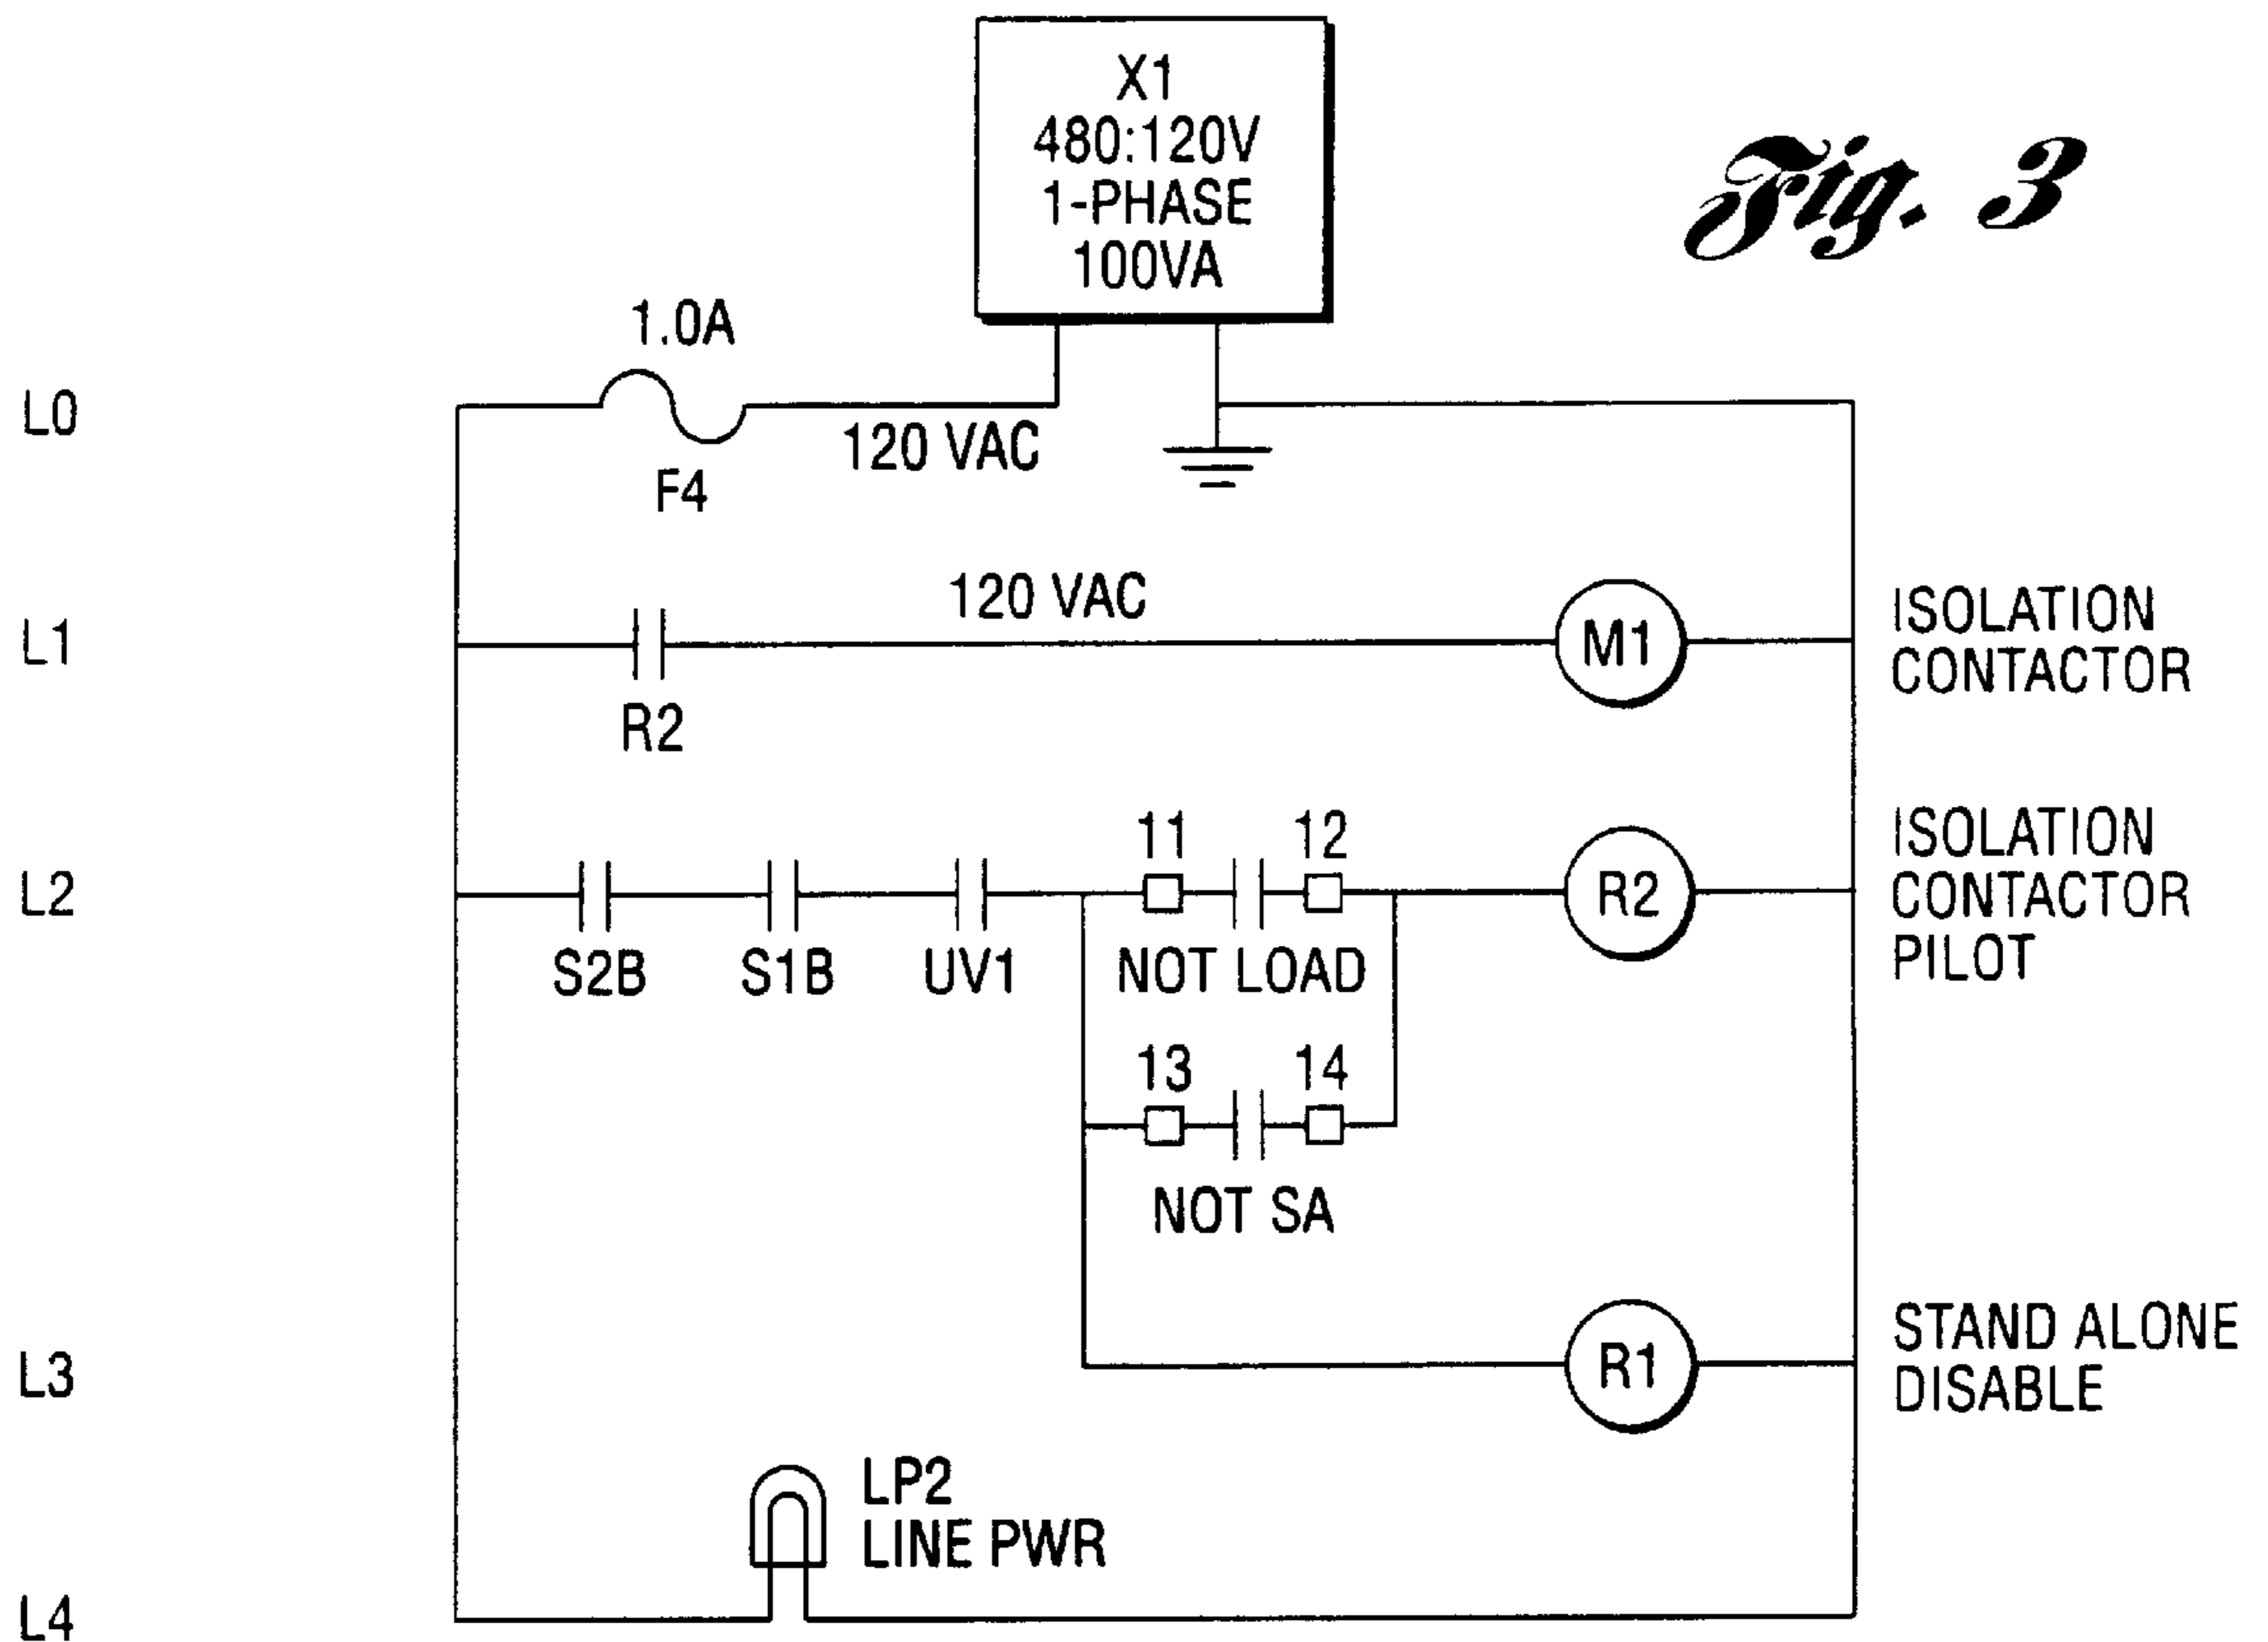 X1
480:120V
1-PHASE
100VA
Fig. 3
1.0A
L0
120 VAC
F4
120 VAC
L1
M1
ISOLATION
CONTACTOR
R2
11
12
ISOLATION
CONTACTOR
PILOT
L2
R2
S2B
S1B
UV1
NOT LOAD
13
14
NOT SA
L3
R1
STAND ALONE
DISABLE
LP2
LINE PWR
L4